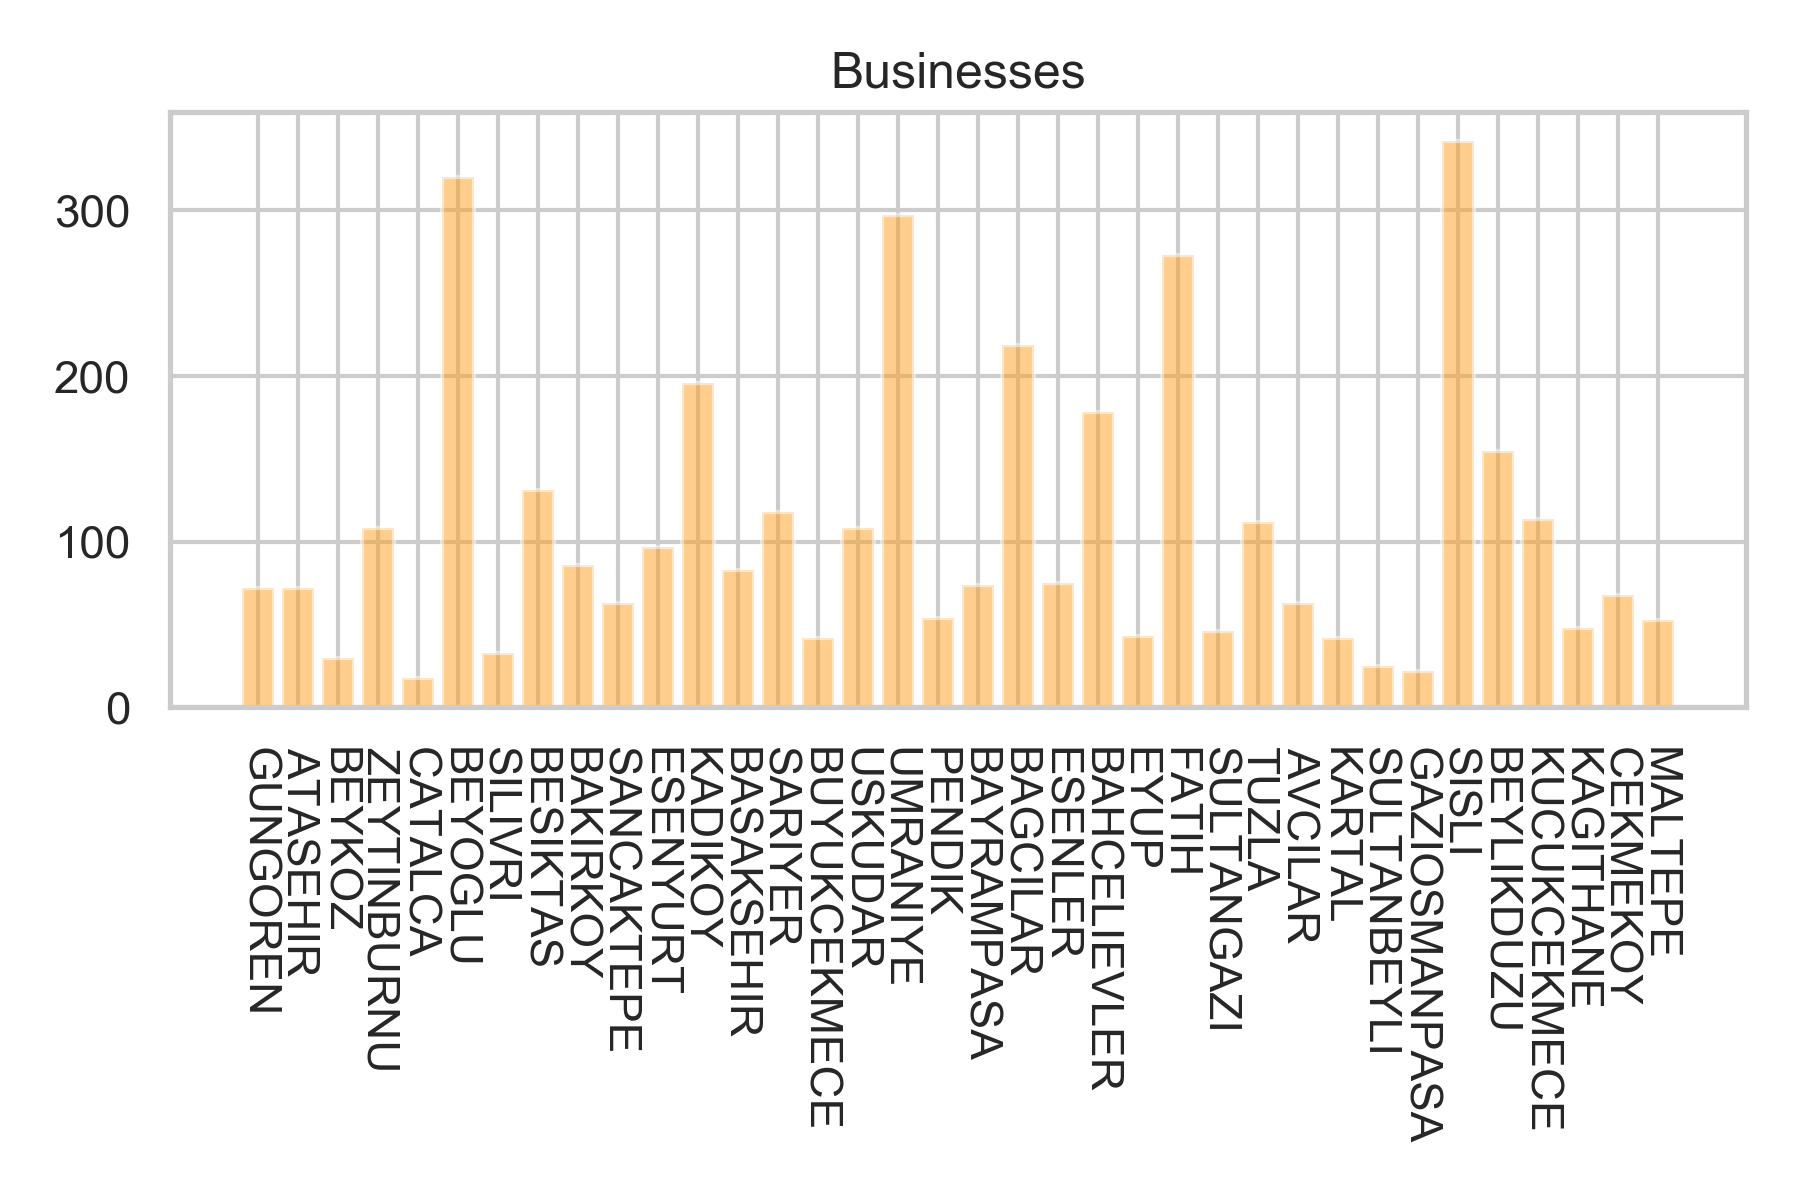 Businesses
300
200
100
0
GUNGOREN
ATASEHIR
BEYKOZ
ZEYTINBURNU
CATALCA
BEYOGLU
SILIVRI
BESIKTAS
BAKIRKOY
SANCAKTEPE
ESENYURT
KADIKOY
BASAKSEHIR
SARIYER
BUYUKCEKMECE
USKUDAR
UMRANIYE
PENDIK
BAYRAMPASA
BAGCILAR
ESENLER
BAHCELIEVLER
EYUP
FATIH
SULTANGAZI
TUZLA
AVCILAR
KARTAL
SULTANBEYLI
GAZIOSMANPASA
SISLI
BEYLIKDUZU
KUCUKCEKMECE
KAGITHANE
CEKMEKOY
MALTEPE